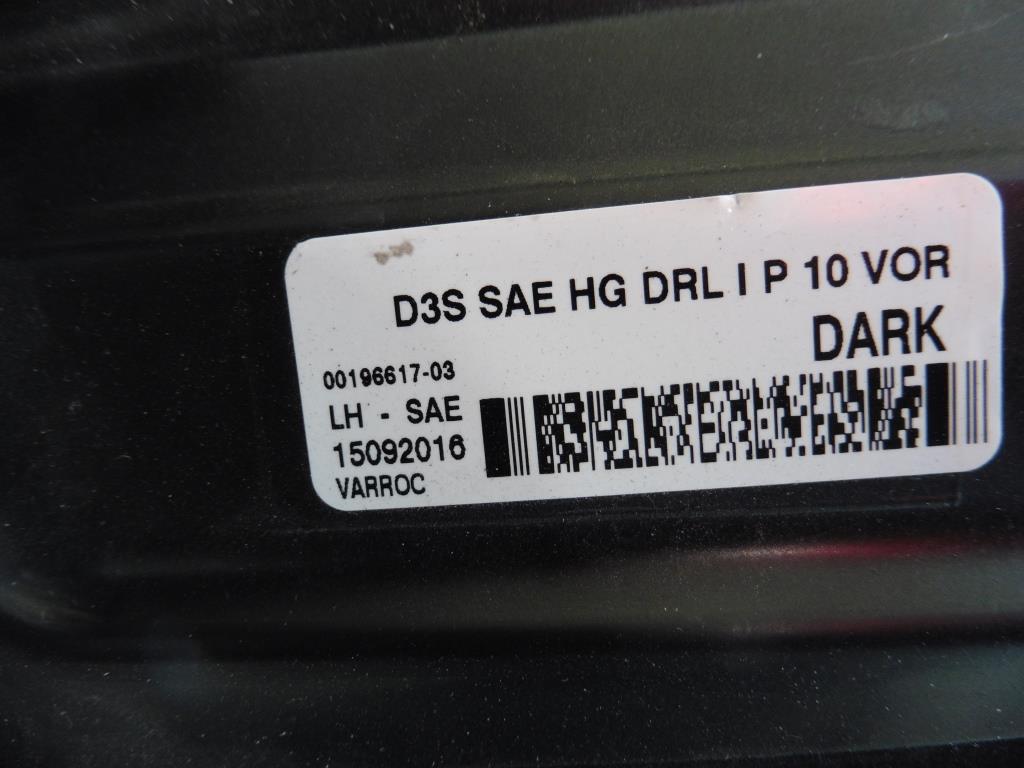 D3S SAE HG DRL I P 10 VOR
DARK
00196617-03
LH - SAE
15092016
VARROC